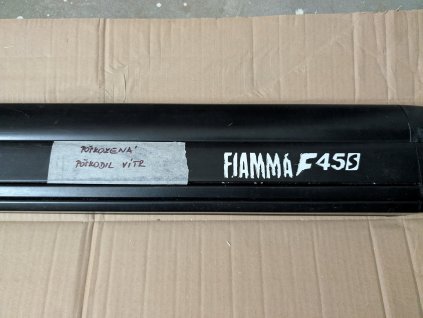 POŠKOZENÁ
POŠKODIL VÍTR
FIAMMA F45S